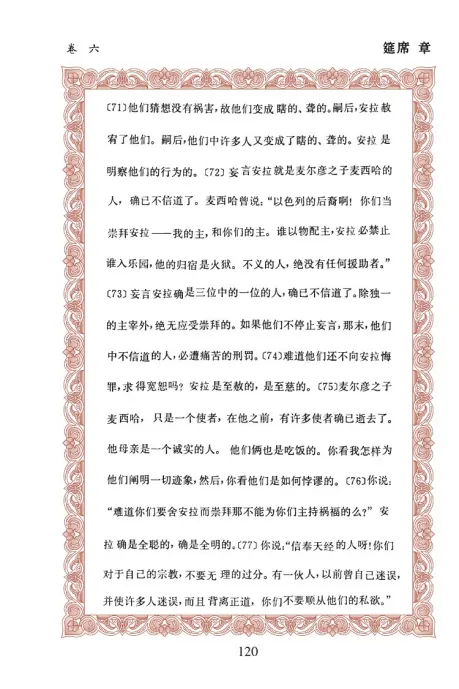 卷 六
筵席 章
〔71〕他们猜想没有祸害，故他们变成 瞎的、聋的。嗣后，安拉赦
宥了他们。嗣后，他们中许多人又变成了瞎的、聋的。安拉 是
明察他们的行为的。〔72〕妄言安拉就是麦尔彦之子麦西哈的
人，确已不信道了。麦西哈曾说：“以色列的后裔啊！你们当
崇拜安拉——我的主，和你们的主。谁以物配主，安拉必禁止
谁入乐园，他的归宿是火狱。不义的人，绝没有任何援助者。”
〔73〕妄言安拉确是三位中的一位的人，确已不信道了。除独一
的主宰外，绝无应受崇拜的。如果他们不停止妄言，那末，他们
中不信道的人，必遭痛苦的刑罚。〔74〕难道他们还不向安拉悔
罪，求得宽恕吗？安拉是至赦的，是至慈的。〔75〕麦尔彦之子
麦西哈，只是一个使者，在他之前，有许多使者确已逝去了。
他母亲是一个诚实的人。他们俩也是吃饭的。你看我怎样为
他们阐明一切迹象，然后，你看他们是如何悖谬的。〔76〕你说：
“难道你们要舍安拉而崇拜那不能为你们主持祸福的么？”安
拉 确是全聪的，确是全明的。〔77〕你说：“信奉天经的人呀！你们
对于自己的宗教，不要无 理的过分。有一伙人，以前曾自己迷误，
并使许多人迷误，而且背离正道，你们不要顺从他们的私欲。”
120